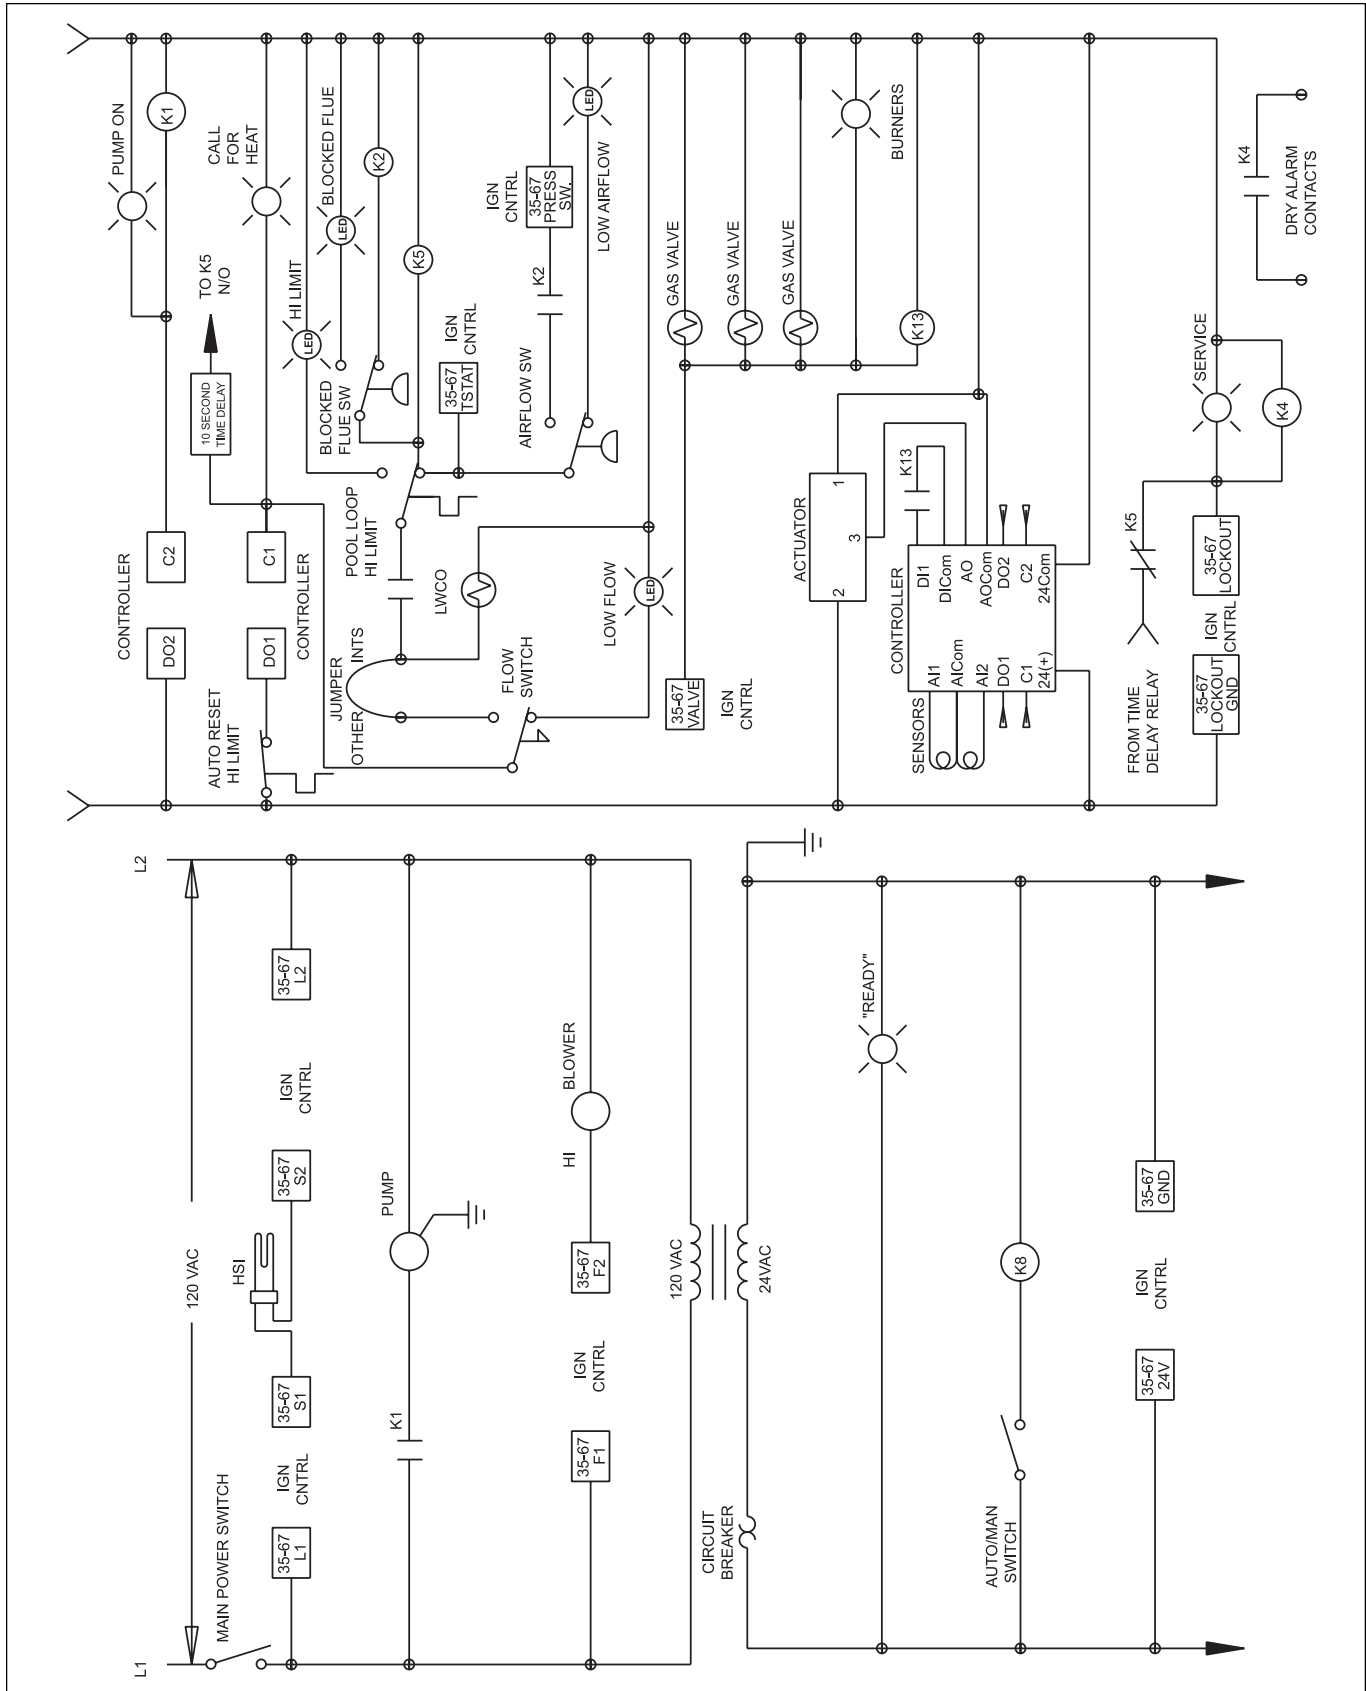 L1
L2
120 VAC
MAIN POWER SWITCH
35-67
L1
IGN
CNTRL
35-67
S1
HSI
35-67
S2
IGN
CNTRL
35-67
L2
K1
PUMP
35-67
F1
IGN
CNTRL
35-67
F2
HI
BLOWER
120 VAC
24VAC
CIRCUIT
BREAKER
"READY"
AUTO/MAN
SWITCH
K8
35-67
24V
IGN
CNTRL
35-67
GND
PUMP ON
K1
CONTROLLER
DO2
C2
TO K5
N/O
10 SECOND
TIME DELAY
CALL
FOR
HEAT
AUTO RESET
HI LIMIT
DO1
C1
CONTROLLER
HI LIMIT
LED
BLOCKED FLUE
LED
BLOCKED
FLUE SW
K2
K5
POOL LOOP
HI LIMIT
JUMPER
OTHER
INTS
LWCO
35-67
TSTAT
IGN
CNTRL
FLOW
SWITCH
IGN
CNTRL
35-67
PRESS
SW.
K2
AIRFLOW SW
LED
LOW AIRFLOW
LOW FLOW
LED
35-67
VALVE
IGN
CNTRL
GAS VALVE
GAS VALVE
GAS VALVE
BURNERS
K13
ACTUATOR
1
2
3
K13
CONTROLLER
DI1
DICom
AO
AOCom
DO2
C2
24Com
AI1
AICom
AI2
DO1
C1
24(+)
SENSORS
FROM TIME
DELAY RELAY
K5
35-67
LOCKOUT
GND
IGN
CNTRL
35-67
LOCKOUT
SERVICE
K4
K4
DRY ALARM
CONTACTS